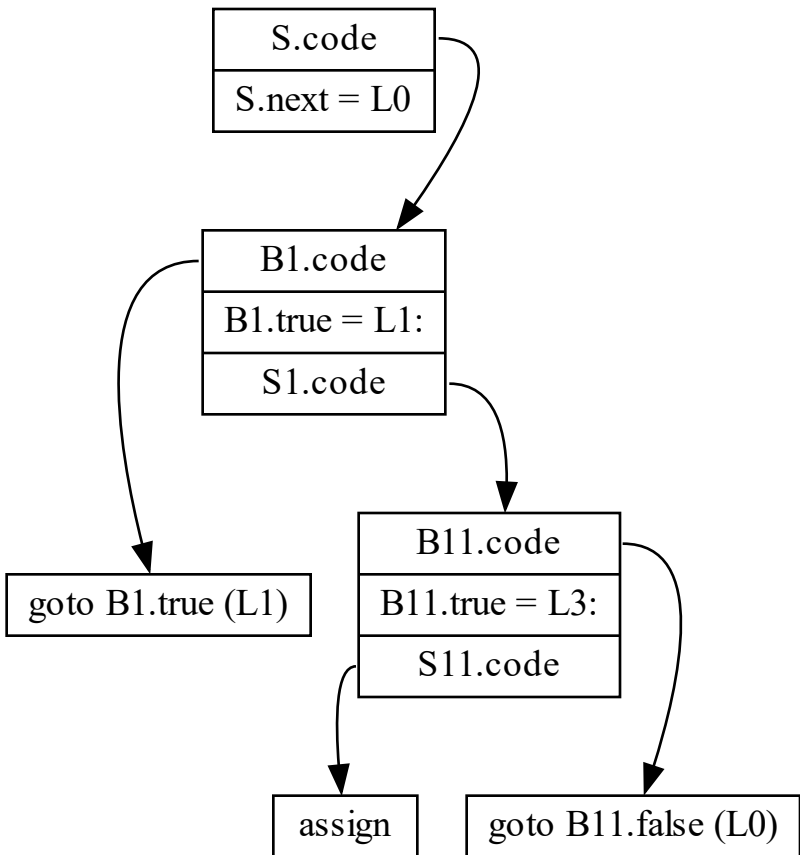 S.code
S.next = L0
B1.code
B1.true = L1:
S1.code
B11.code
B11.true = L3:
S11.code
goto B1.true (L1)
assign
goto B11.false (L0)